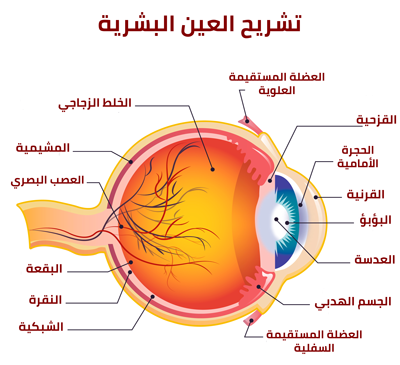 تشريح العين البشرية
العضلة المستقيمة
العلوية
القزحية
الخلط الزجاجي
الحجرة
الأمامية
المشيمية
العصب البصري
القرنية
البؤبؤ
العدسة
البقعة
النقرة
الجسم الهدبي
الشبكية
العضلة المستقيمة
السفلية